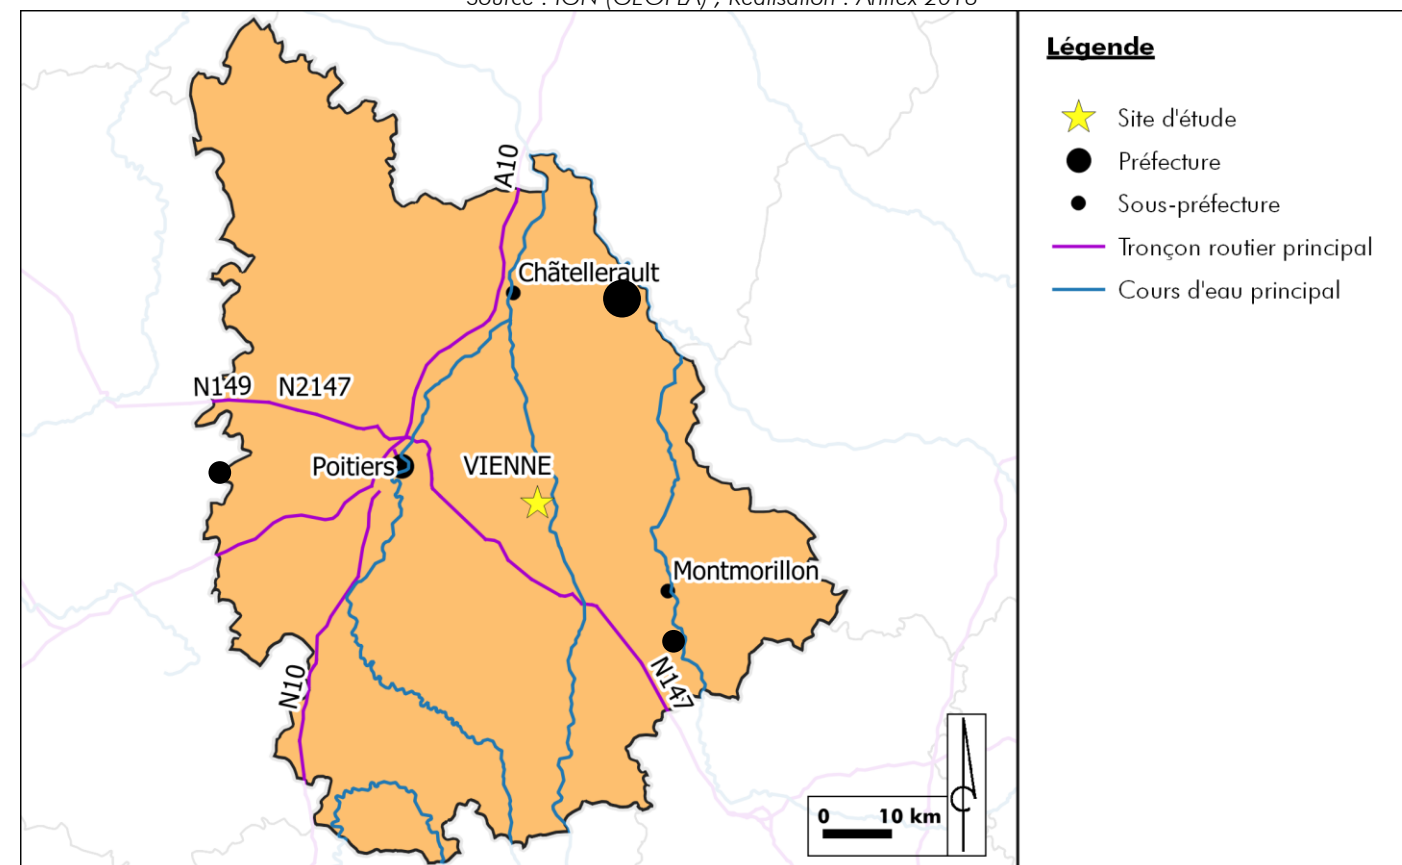 Légende
Site d'étude
Préfecture
Sous-préfecture
Tronçon routier principal
Cours d'eau principal
A10
Chãtellerault
N149 N2147
Poitiers
VIENNE
Montmorillon
N10
N147
0 10 km